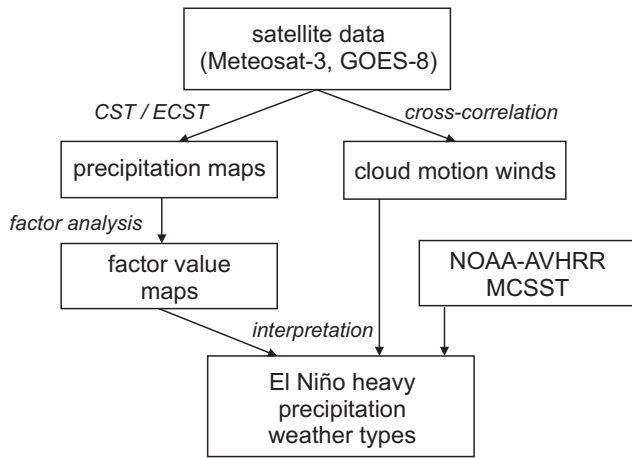 satellite data
(Meteosat-3, GOES-8)
CST / ECST
cross-correlation
precipitation maps
cloud motion winds
factor analysis
factor value
maps
NOAA-AVHRR
MCSST
interpretation
El Niño heavy
precipitation
weather types